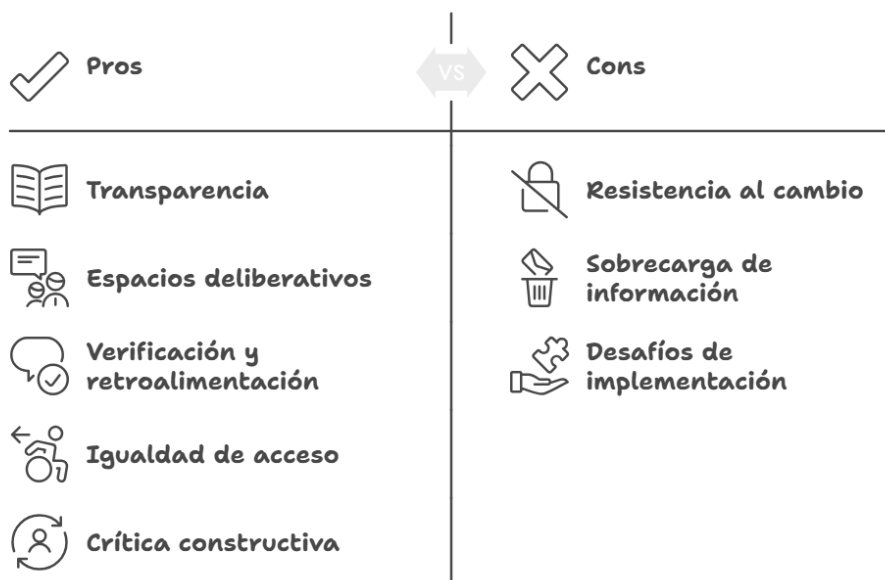 Pros
VS
Cons
Transparencia
Espacios deliberativos
Verificación y
retroalimentación
Igualdad de acceso
Crítica constructiva
Resistencia al cambio
Sobrecarga de
información
Desafíos de
implementación